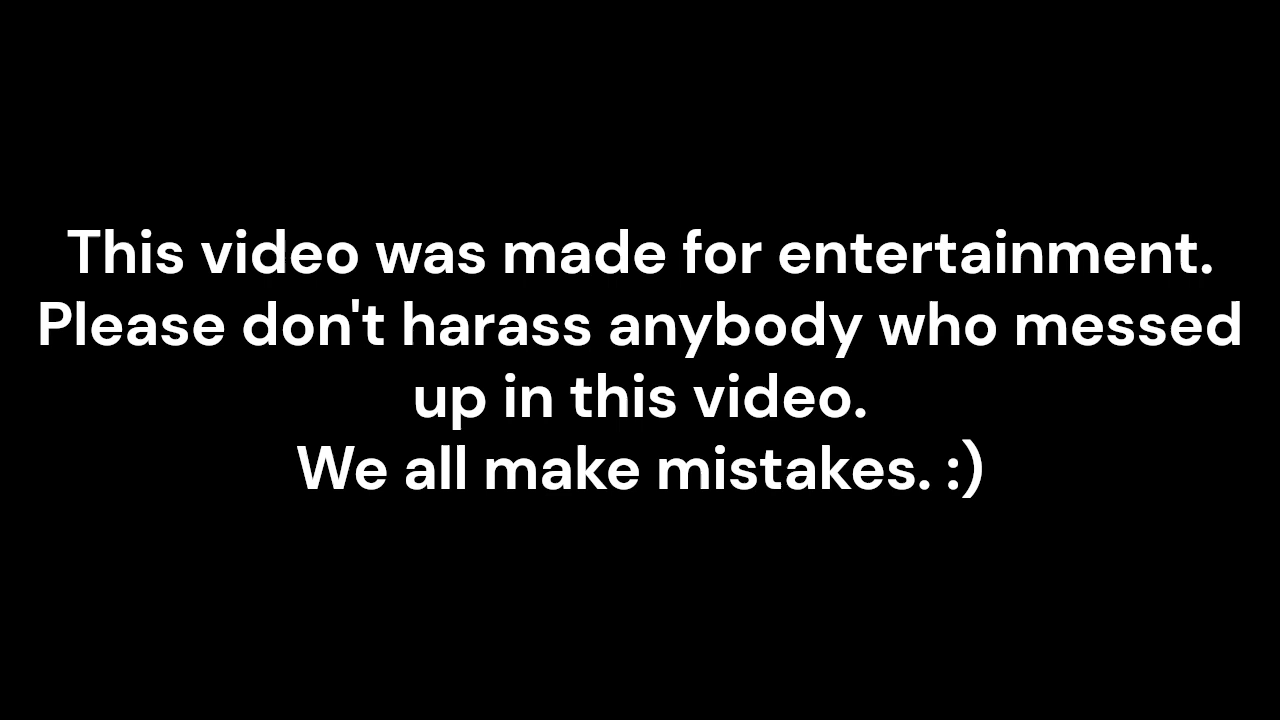 This video was made for entertainment.
Please don't harass anybody who messed
up in this video.
We all make mistakes. :)